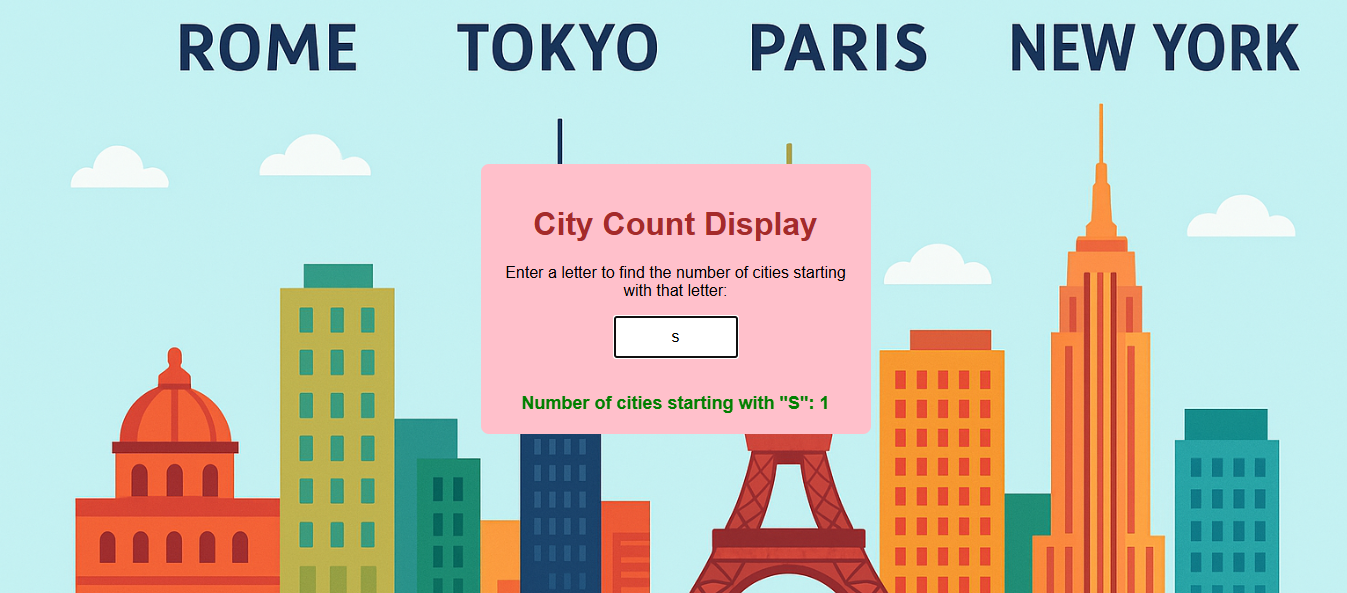 ROME TOKYO PARIS NEW YORK
City Count Display
Enter a letter to find the number of cities starting
with that letter:
s
Number of cities starting with "S": 1